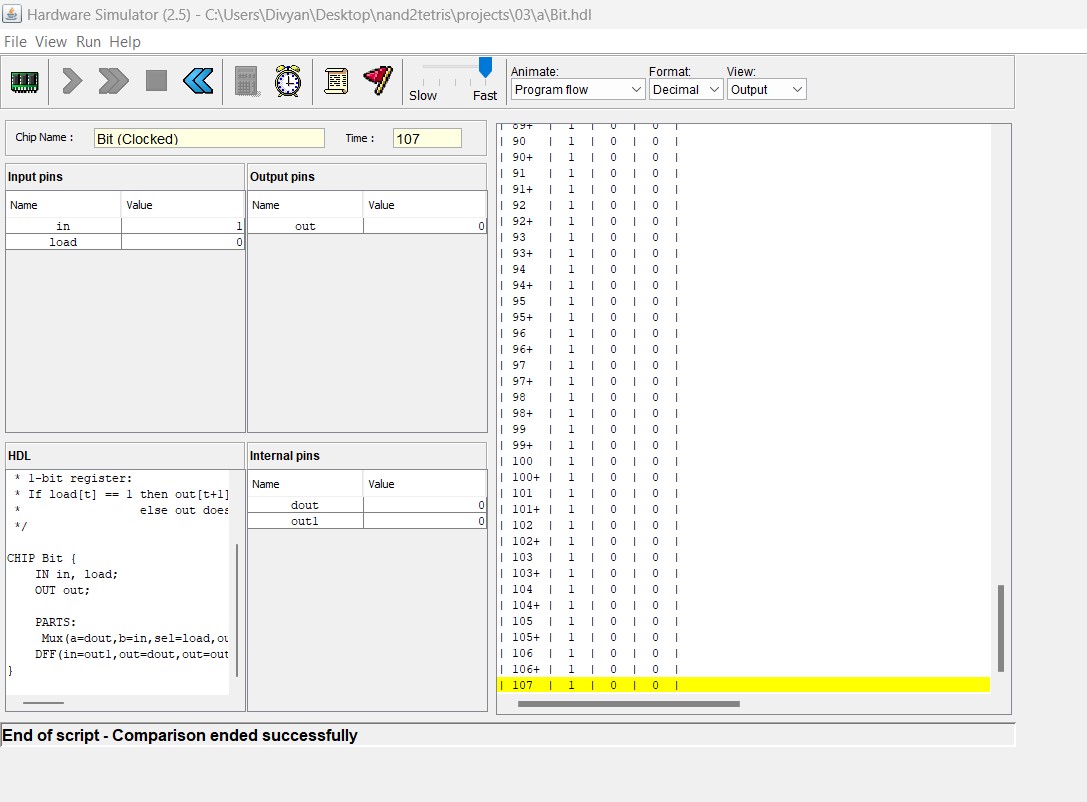 Hardware Simulator (2.5) - C:\Users\Divyan\Desktop\nand2tetris\projects\03\a\Bit.hdl
File View Run Help
Slow Fast
Animate: Format: View:
Program flow Decimal Output
Chip Name : Bit (Clocked) Time : 107
Input pins
Name Value
in 1
load 0
Output pins
Name Value
out 0
HDL
* 1-bit register:
* If load[t] == 1 then out[t+1]
* else out does
*/
CHIP Bit {
IN in, load;
OUT out;
PARTS:
Mux(a=dout,b=in,sel=load,ou
DFF(in=out1,out=dout,out=out
}
Internal pins
Name Value
dout 0
out1 0
| 89+ | 1 | 0 | 0 |
| 90 | 1 | 0 | 0 |
| 90+ | 1 | 0 | 0 |
| 91 | 1 | 0 | 0 |
| 91+ | 1 | 0 | 0 |
| 92 | 1 | 0 | 0 |
| 92+ | 1 | 0 | 0 |
| 93 | 1 | 0 | 0 |
| 93+ | 1 | 0 | 0 |
| 94 | 1 | 0 | 0 |
| 94+ | 1 | 0 | 0 |
| 95 | 1 | 0 | 0 |
| 95+ | 1 | 0 | 0 |
| 96 | 1 | 0 | 0 |
| 96+ | 1 | 0 | 0 |
| 97 | 1 | 0 | 0 |
| 97+ | 1 | 0 | 0 |
| 98 | 1 | 0 | 0 |
| 98+ | 1 | 0 | 0 |
| 99 | 1 | 0 | 0 |
| 99+ | 1 | 0 | 0 |
| 100 | 1 | 0 | 0 |
| 100+ | 1 | 0 | 0 |
| 101 | 1 | 0 | 0 |
| 101+ | 1 | 0 | 0 |
| 102 | 1 | 0 | 0 |
| 102+ | 1 | 0 | 0 |
| 103 | 1 | 0 | 0 |
| 103+ | 1 | 0 | 0 |
| 104 | 1 | 0 | 0 |
| 104+ | 1 | 0 | 0 |
| 105 | 1 | 0 | 0 |
| 105+ | 1 | 0 | 0 |
| 106 | 1 | 0 | 0 |
| 106+ | 1 | 0 | 0 |
| 107 | 1 | 0 | 0 |
End of script - Comparison ended successfully